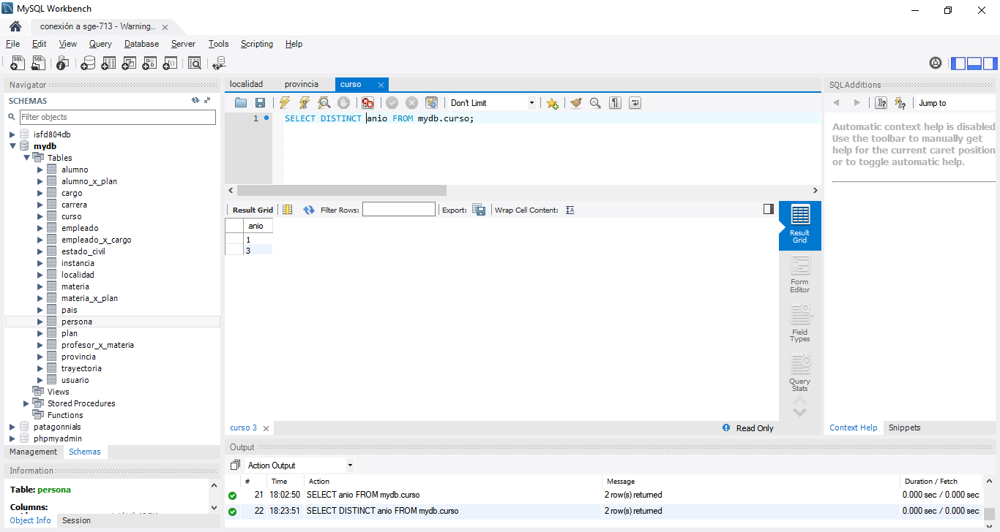 MySQL Workbench
conexión a sge-713 - Warning...
File Edit View Query Database Server Tools Scripting Help
Navigator
SCHEMAS
Filter objects
isfd804db
mydb
Tables
alumno
alumno_x_plan
cargo
carrera
curso
empleado
empleado_x_cargo
estado_civil
instancia
localidad
materia
materia_x_plan
pais
persona
plan
profesor_x_materia
provincia
trayectoria
usuario
Views
Stored Procedures
Functions
patagonnials
phpmyadmin
Management Schemas
Information
Table: persona
Columns:
Object Info Session
localidad provincia curso
Don't Limit
1 SELECT DISTINCT anio FROM mydb.curso;
Result Grid Filter Rows: Export: Wrap Cell Content: IA
anio
1
3
Result
Grid
Form
Editor
Field
Types
Query
Stats
curso 3 Read Only
Output
Action Output
# Time Action Message Duration / Fetch
21 18:02:50 SELECT anio FROM mydb.curso 2 row(s) returned 0.000 sec / 0.000 sec
22 18:23:51 SELECT DISTINCT anio FROM mydb.curso 2 row(s) returned 0.000 sec / 0.000 sec
SQLAdditions
Jump to
Automatic context help is disabled
Use the toolbar to manually get
help for the current caret position
or to toggle automatic help.
Context Help Snippets